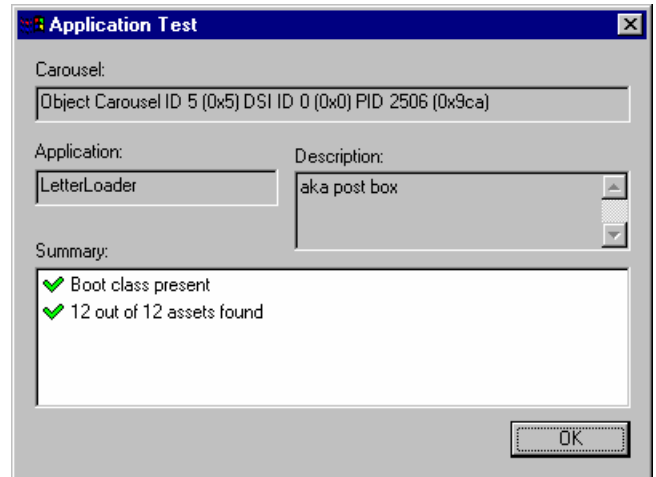 Application Test
Carousel:
Object Carousel ID 5 (0x5) DSI ID 0 (0x0) PID 2506 (0x9ca)
Application:
Description:
LetterLoader
aka post box
Summary:
Boot class present
12 out of 12 assets found
OK